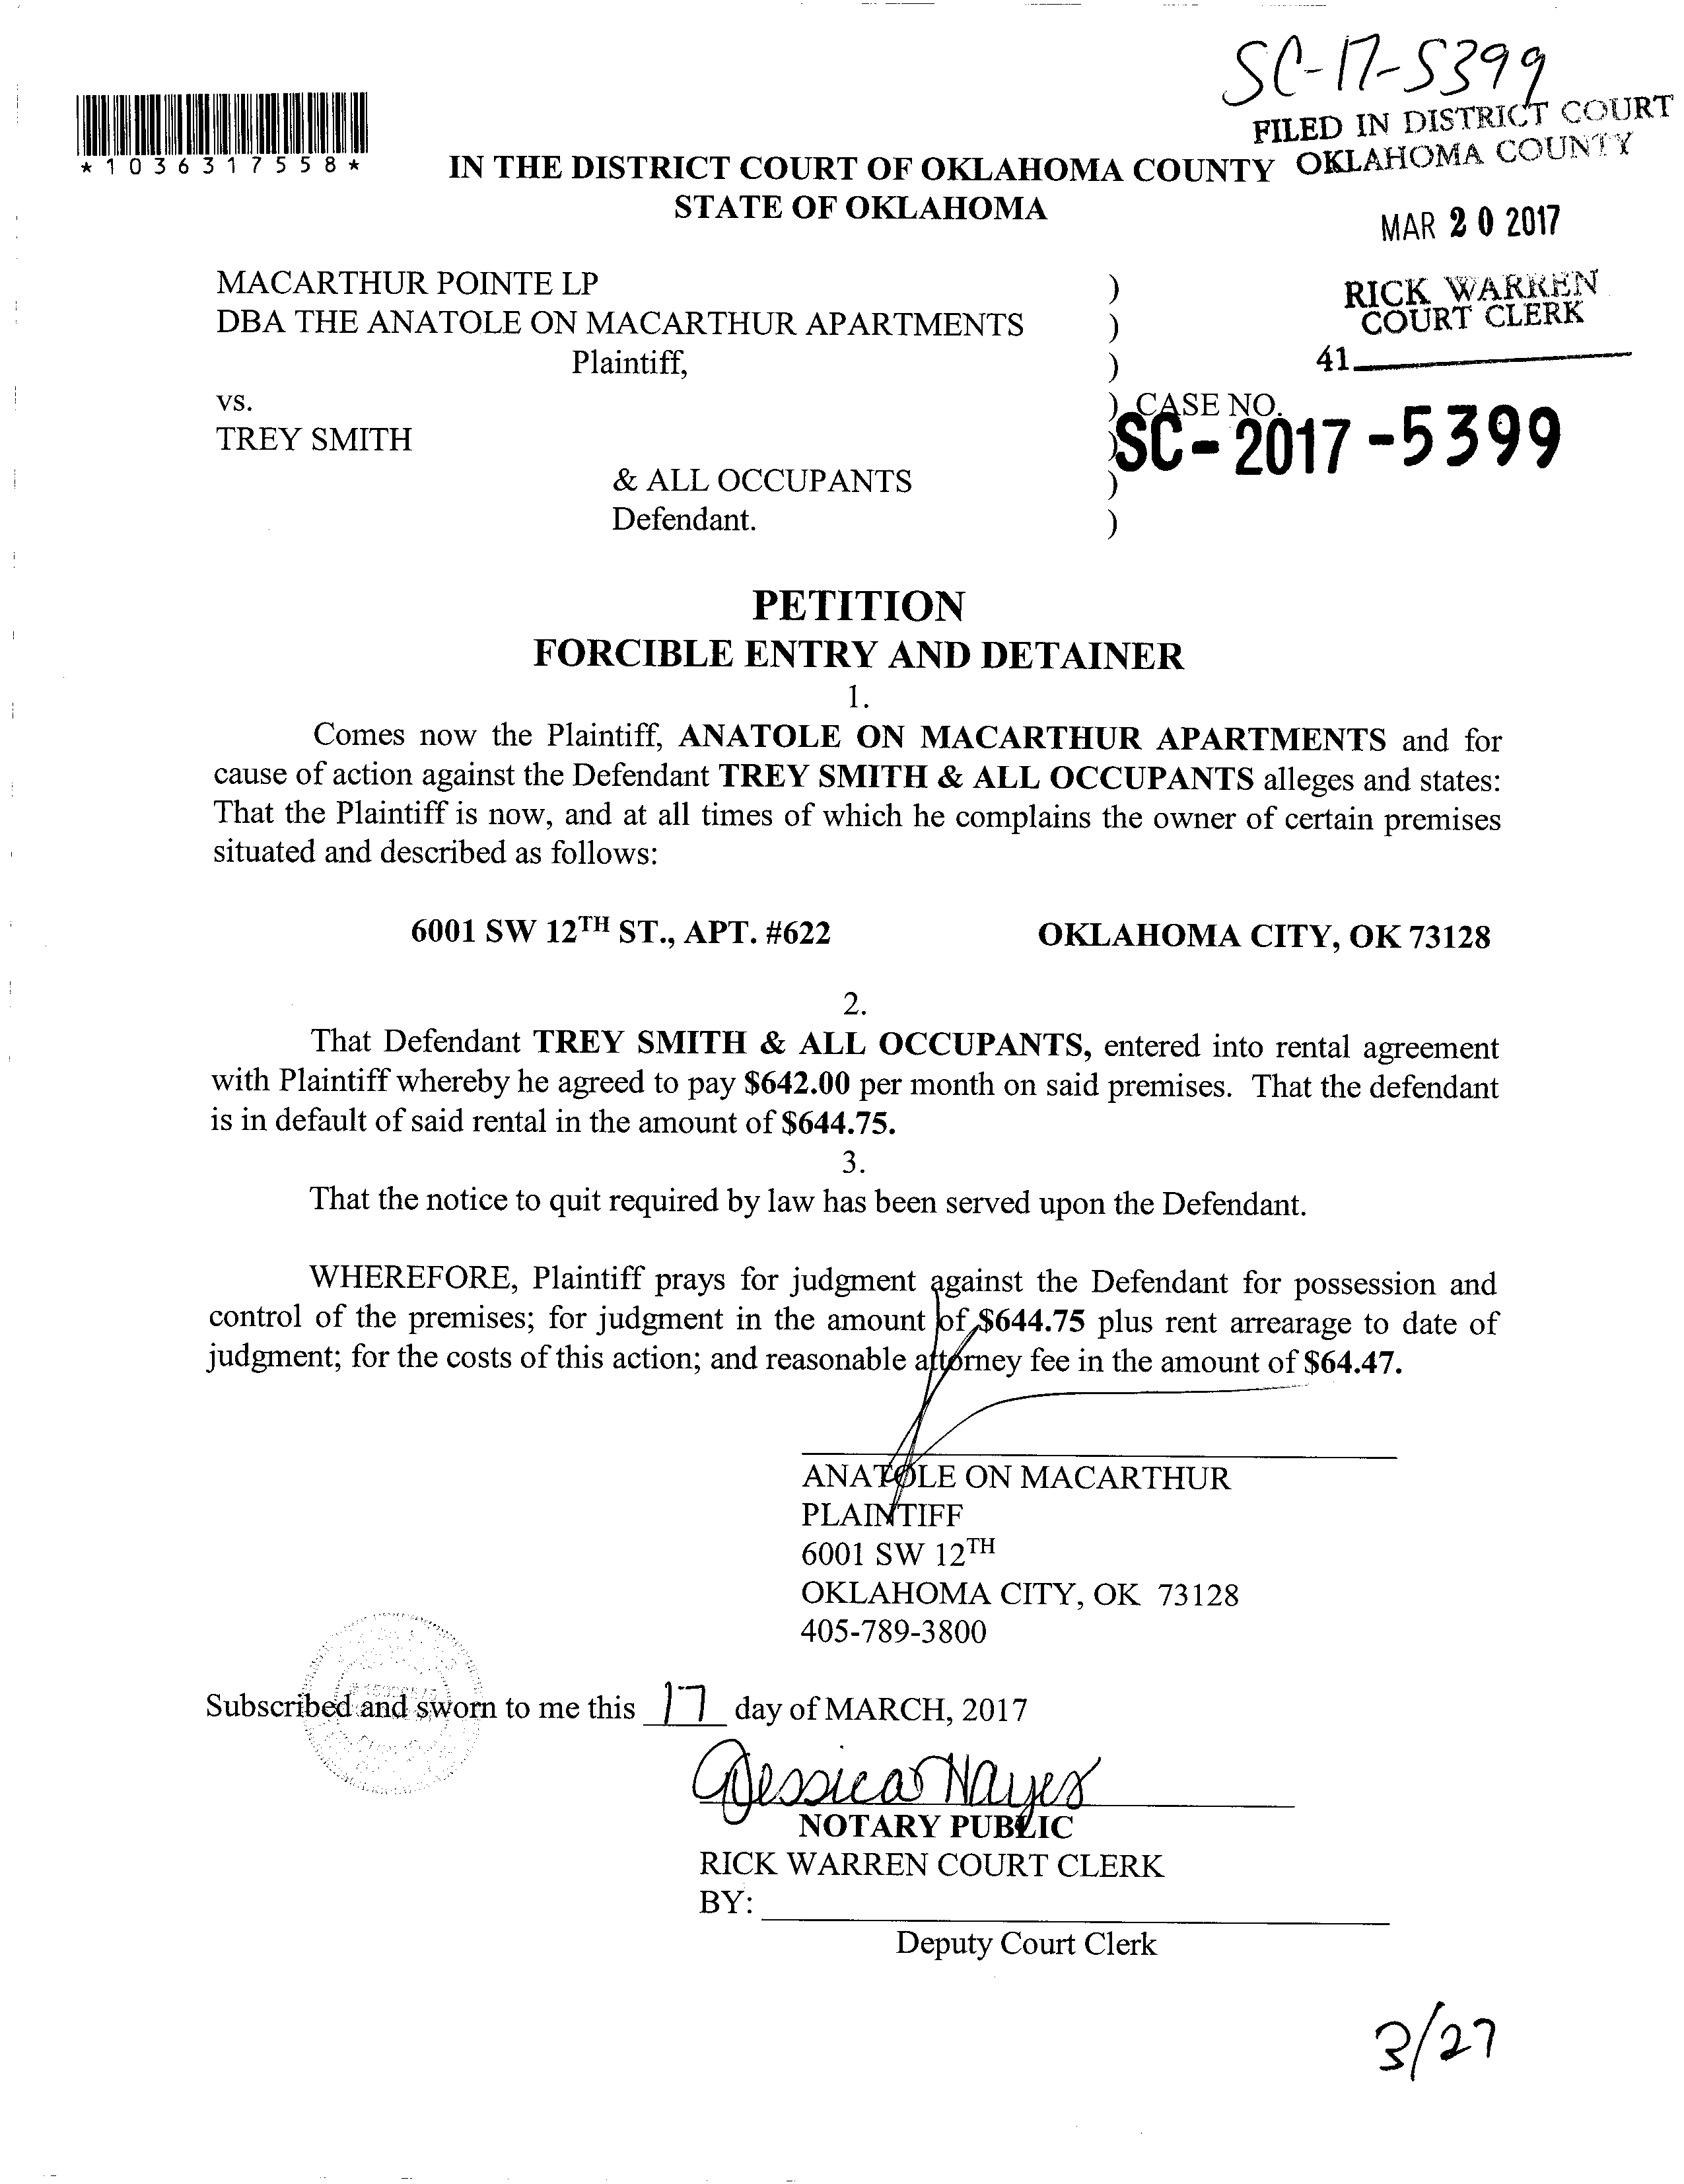 SC-17-5399
FILED IN DISTRICT COURT
OKLAHOMA COUNTY
*1036317558*
IN THE DISTRICT COURT OF OKLAHOMA COUNTY
STATE OF OKLAHOMA
MAR 20 2017
RICK WARREN
COURT CLERK
41
MACARTHUR POINTE LP )
DBA THE ANATOLE ON MACARTHUR APARTMENTS )
Plaintiff, )
vs. ) CASE NO.
TREY SMITH ) SC-2017-5399
& ALL OCCUPANTS )
Defendant. )
PETITION
FORCIBLE ENTRY AND DETAINER
1.
Comes now the Plaintiff, ANATOLE ON MACARTHUR APARTMENTS and for
cause of action against the Defendant TREY SMITH & ALL OCCUPANTS alleges and states:
That the Plaintiff is now, and at all times of which he complains the owner of certain premises
situated and described as follows:
6001 SW 12TH ST., APT. #622 OKLAHOMA CITY, OK 73128
2.
That Defendant TREY SMITH & ALL OCCUPANTS, entered into rental agreement
with Plaintiff whereby he agreed to pay $642.00 per month on said premises. That the defendant
is in default of said rental in the amount of $644.75.
3.
That the notice to quit required by law has been served upon the Defendant.
WHEREFORE, Plaintiff prays for judgment against the Defendant for possession and
control of the premises; for judgment in the amount of $644.75 plus rent arrearage to date of
judgment; for the costs of this action; and reasonable attorney fee in the amount of $64.47.
ANATOLE ON MACARTHUR
PLAINTIFF
6001 SW 12TH
OKLAHOMA CITY, OK 73128
405-789-3800
Subscribed and sworn to me this 17 day of MARCH, 2017
Jessica Hayes
NOTARY PUBLIC
RICK WARREN COURT CLERK
BY:
Deputy Court Clerk
3/27